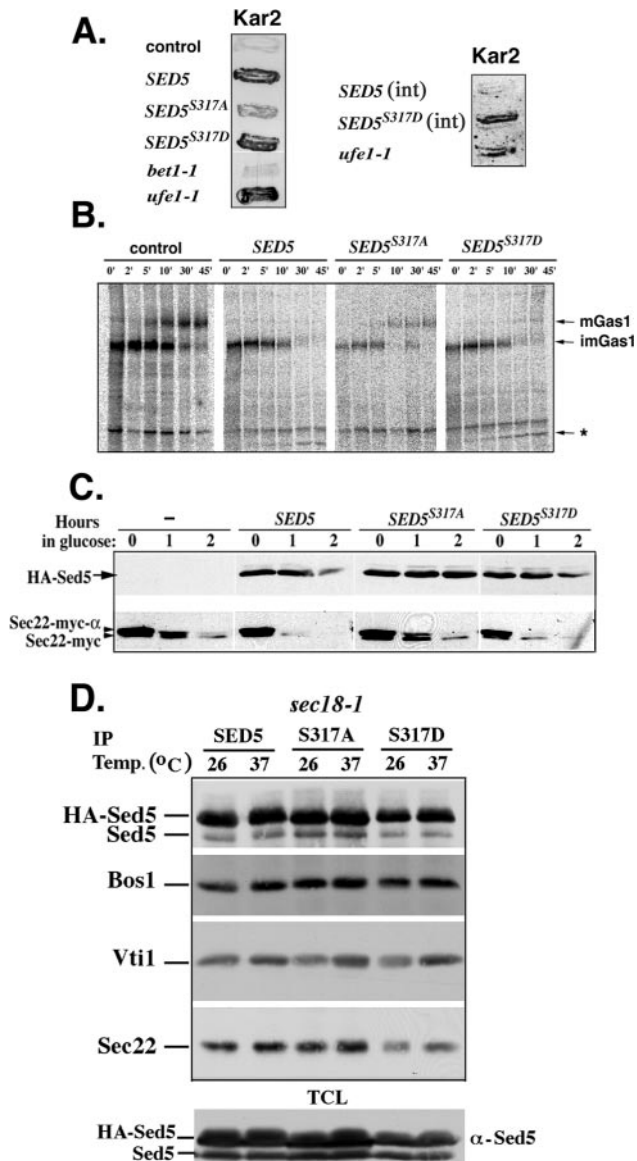 A.
Kar2
control
SED5
SED5S317A
SED5S317D
bet1-1
ufe1-1
Kar2
SED5 (int)
SED5S317D (int)
ufe1-1
B.
control SED5 SED5S317A SED5S317D
0' 2' 5' 10' 30' 45' 0' 2' 5' 10' 30' 45' 0' 2' 5' 10' 30' 45' 0' 2' 5' 10' 30' 45'
mGas1
imGas1
*
C.
Hours in glucose:
– SED5 SED5S317A SED5S317D
0 1 2 0 1 2 0 1 2 0 1 2
HA-Sed5
Sec22-myc-α
Sec22-myc
D.
sec18-1
IP SED5 S317A S317D
Temp. (oC) 26 37 26 37 26 37
HA-Sed5
Sed5
Bos1
Vti1
Sec22
TCL
HA-Sed5 α-Sed5
Sed5